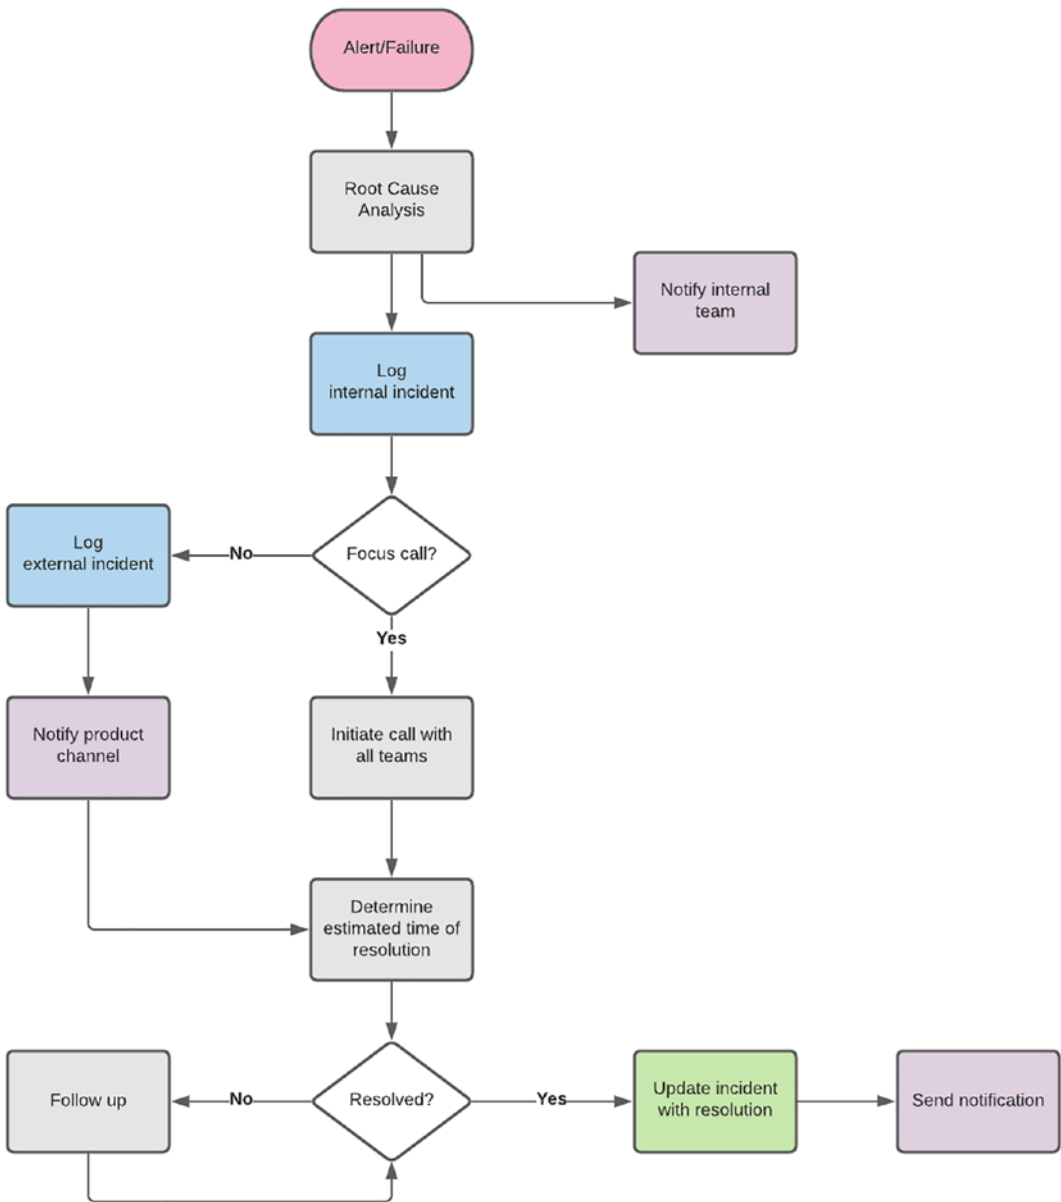 Alert/Failure
Root Cause
Analysis
Notify internal
team
Log
internal incident
Log
external incident
No
Focus call?
Yes
Notify product
channel
Initiate call with
all teams
Determine
estimated time of
resolution
Follow up
No
Resolved?
Yes
Update incident
with resolution
Send notification